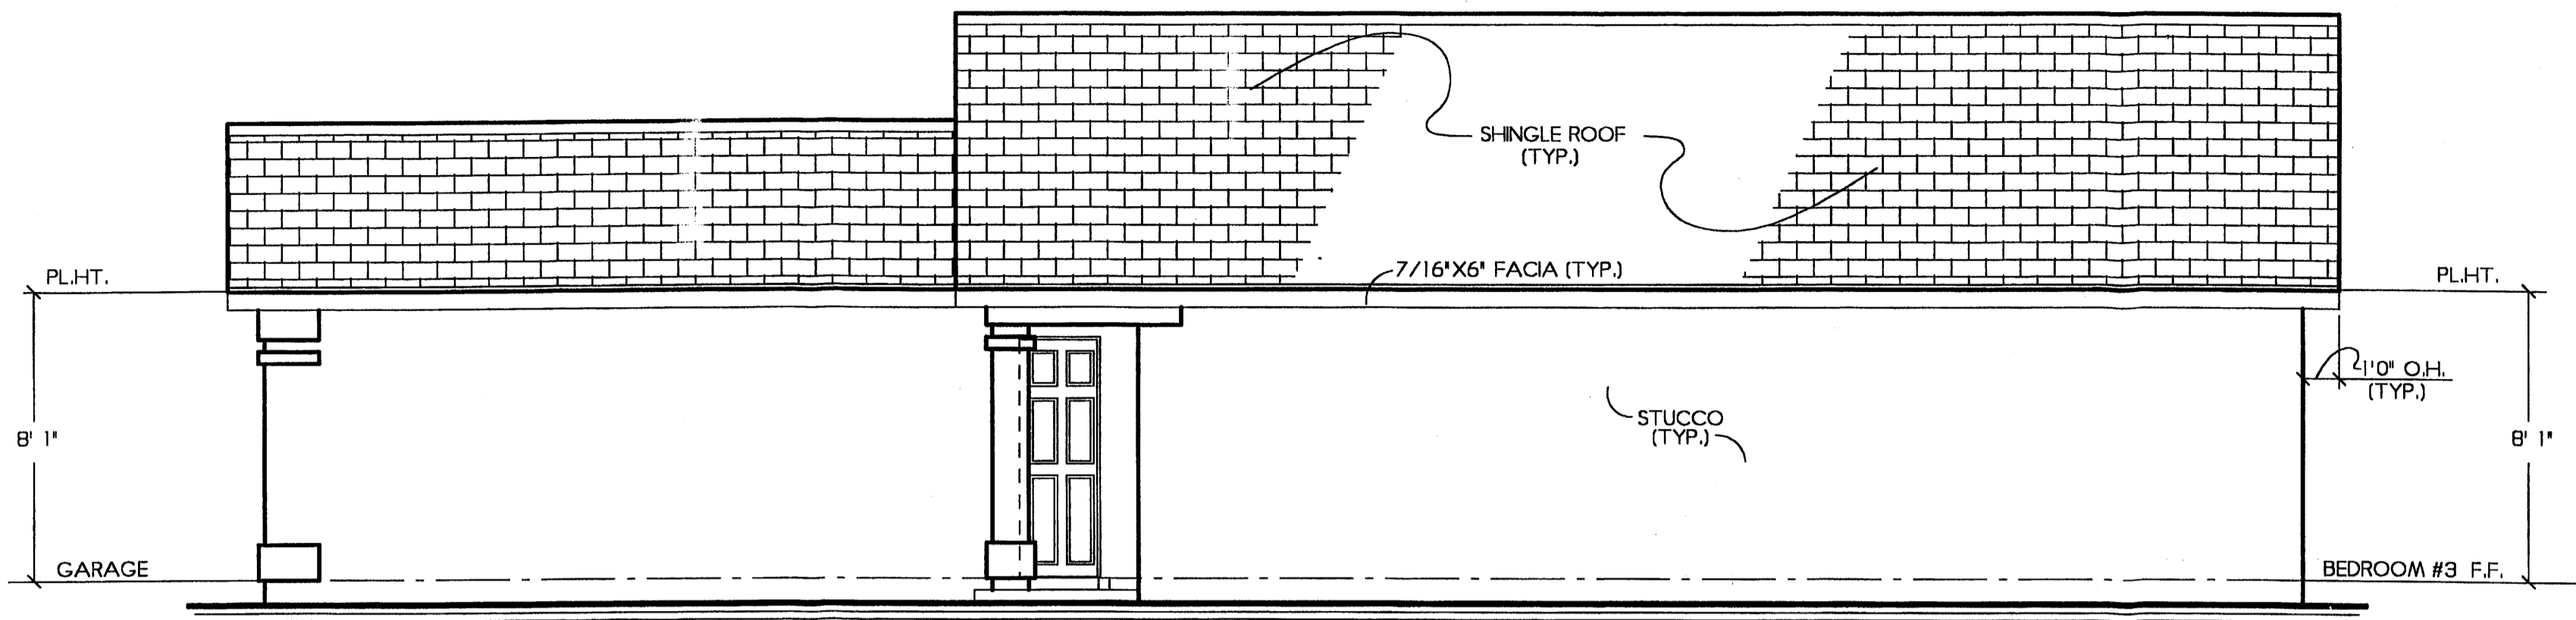 SHINGLE ROOF
(TYP.)
PL.HT.
7/16"X6" FACIA (TYP.)
PL.HT.
1'0" O.H.
(TYP.)
STUCCO
(TYP.)
8' 1"
8' 1"
GARAGE
BEDROOM #3 F.F.